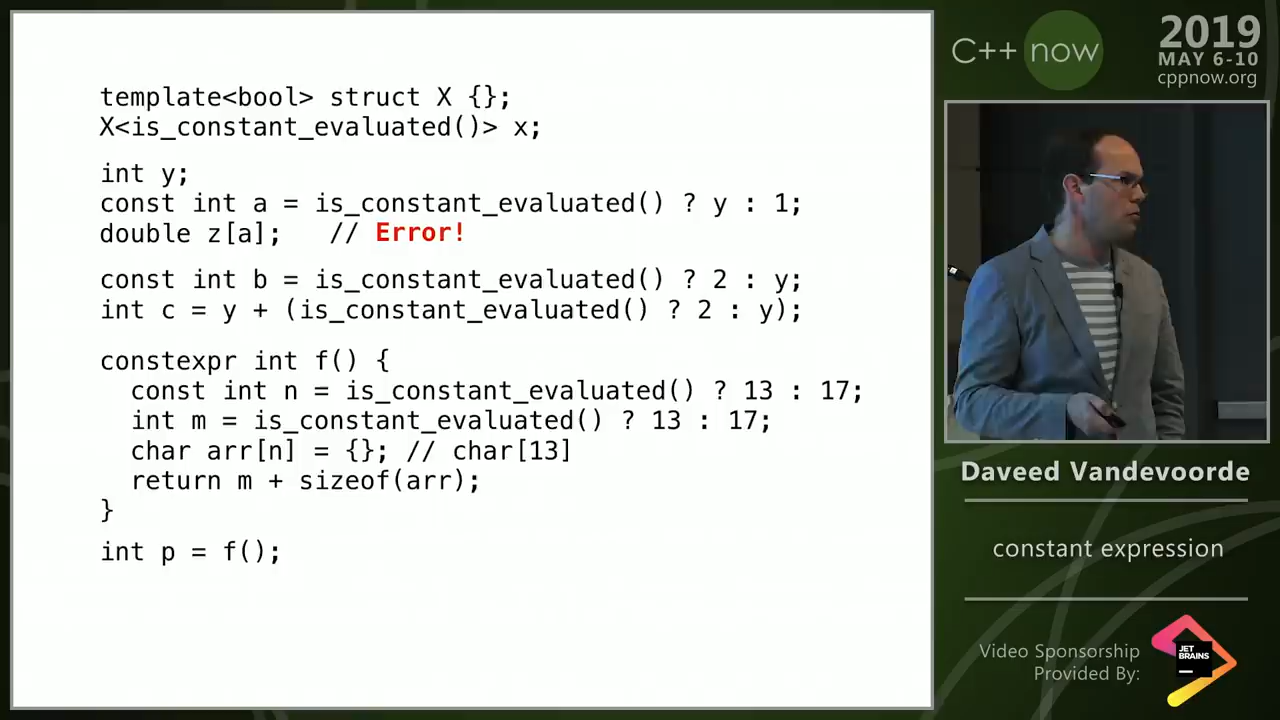 template<bool> struct X {};
X<is_constant_evaluated()> x;
int y;
const int a = is_constant_evaluated() ? y : 1;
double z[a];   // Error!
const int b = is_constant_evaluated() ? 2 : y;
int c = y + (is_constant_evaluated() ? 2 : y);
constexpr int f() {
  const int n = is_constant_evaluated() ? 13 : 17;
  int m = is_constant_evaluated() ? 13 : 17;
  char arr[n] = {}; // char[13]
  return m + sizeof(arr);
}
int p = f();
C++ now
2019
MAY 6-10
cppnow.org
Daveed Vandevoorde
constant expression
Video Sponsorship
Provided By:
JET
BRAINS